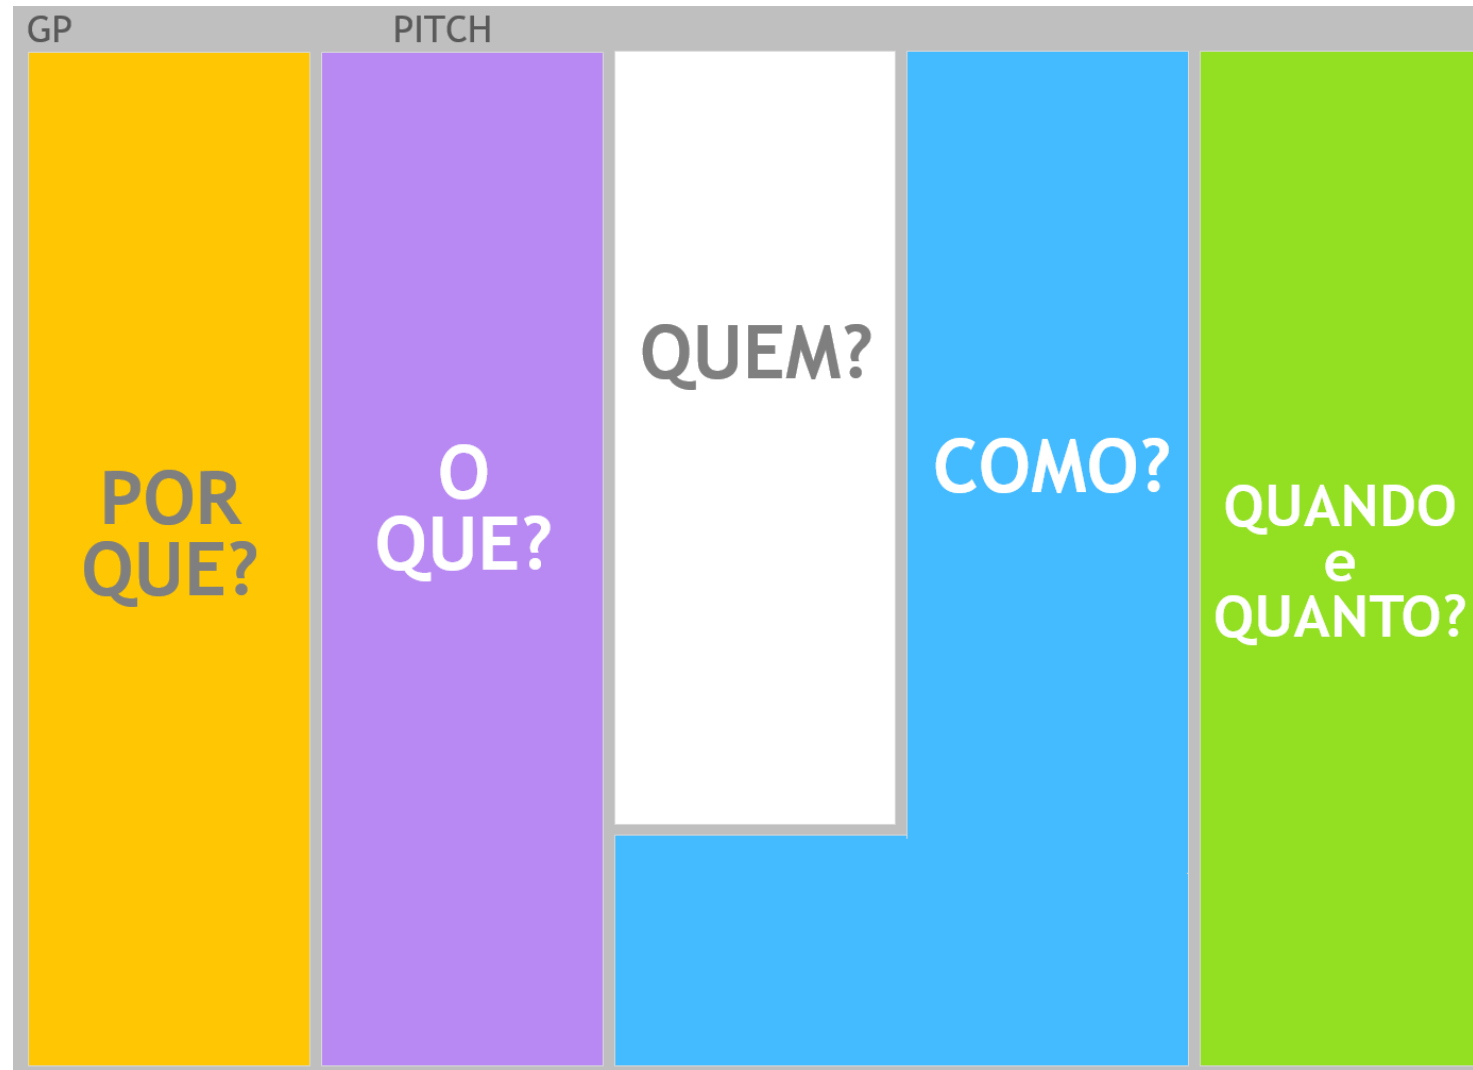 GP
PITCH
POR
QUE?
O
QUE?
QUEM?
COMO?
QUANDO
e
QUANTO?